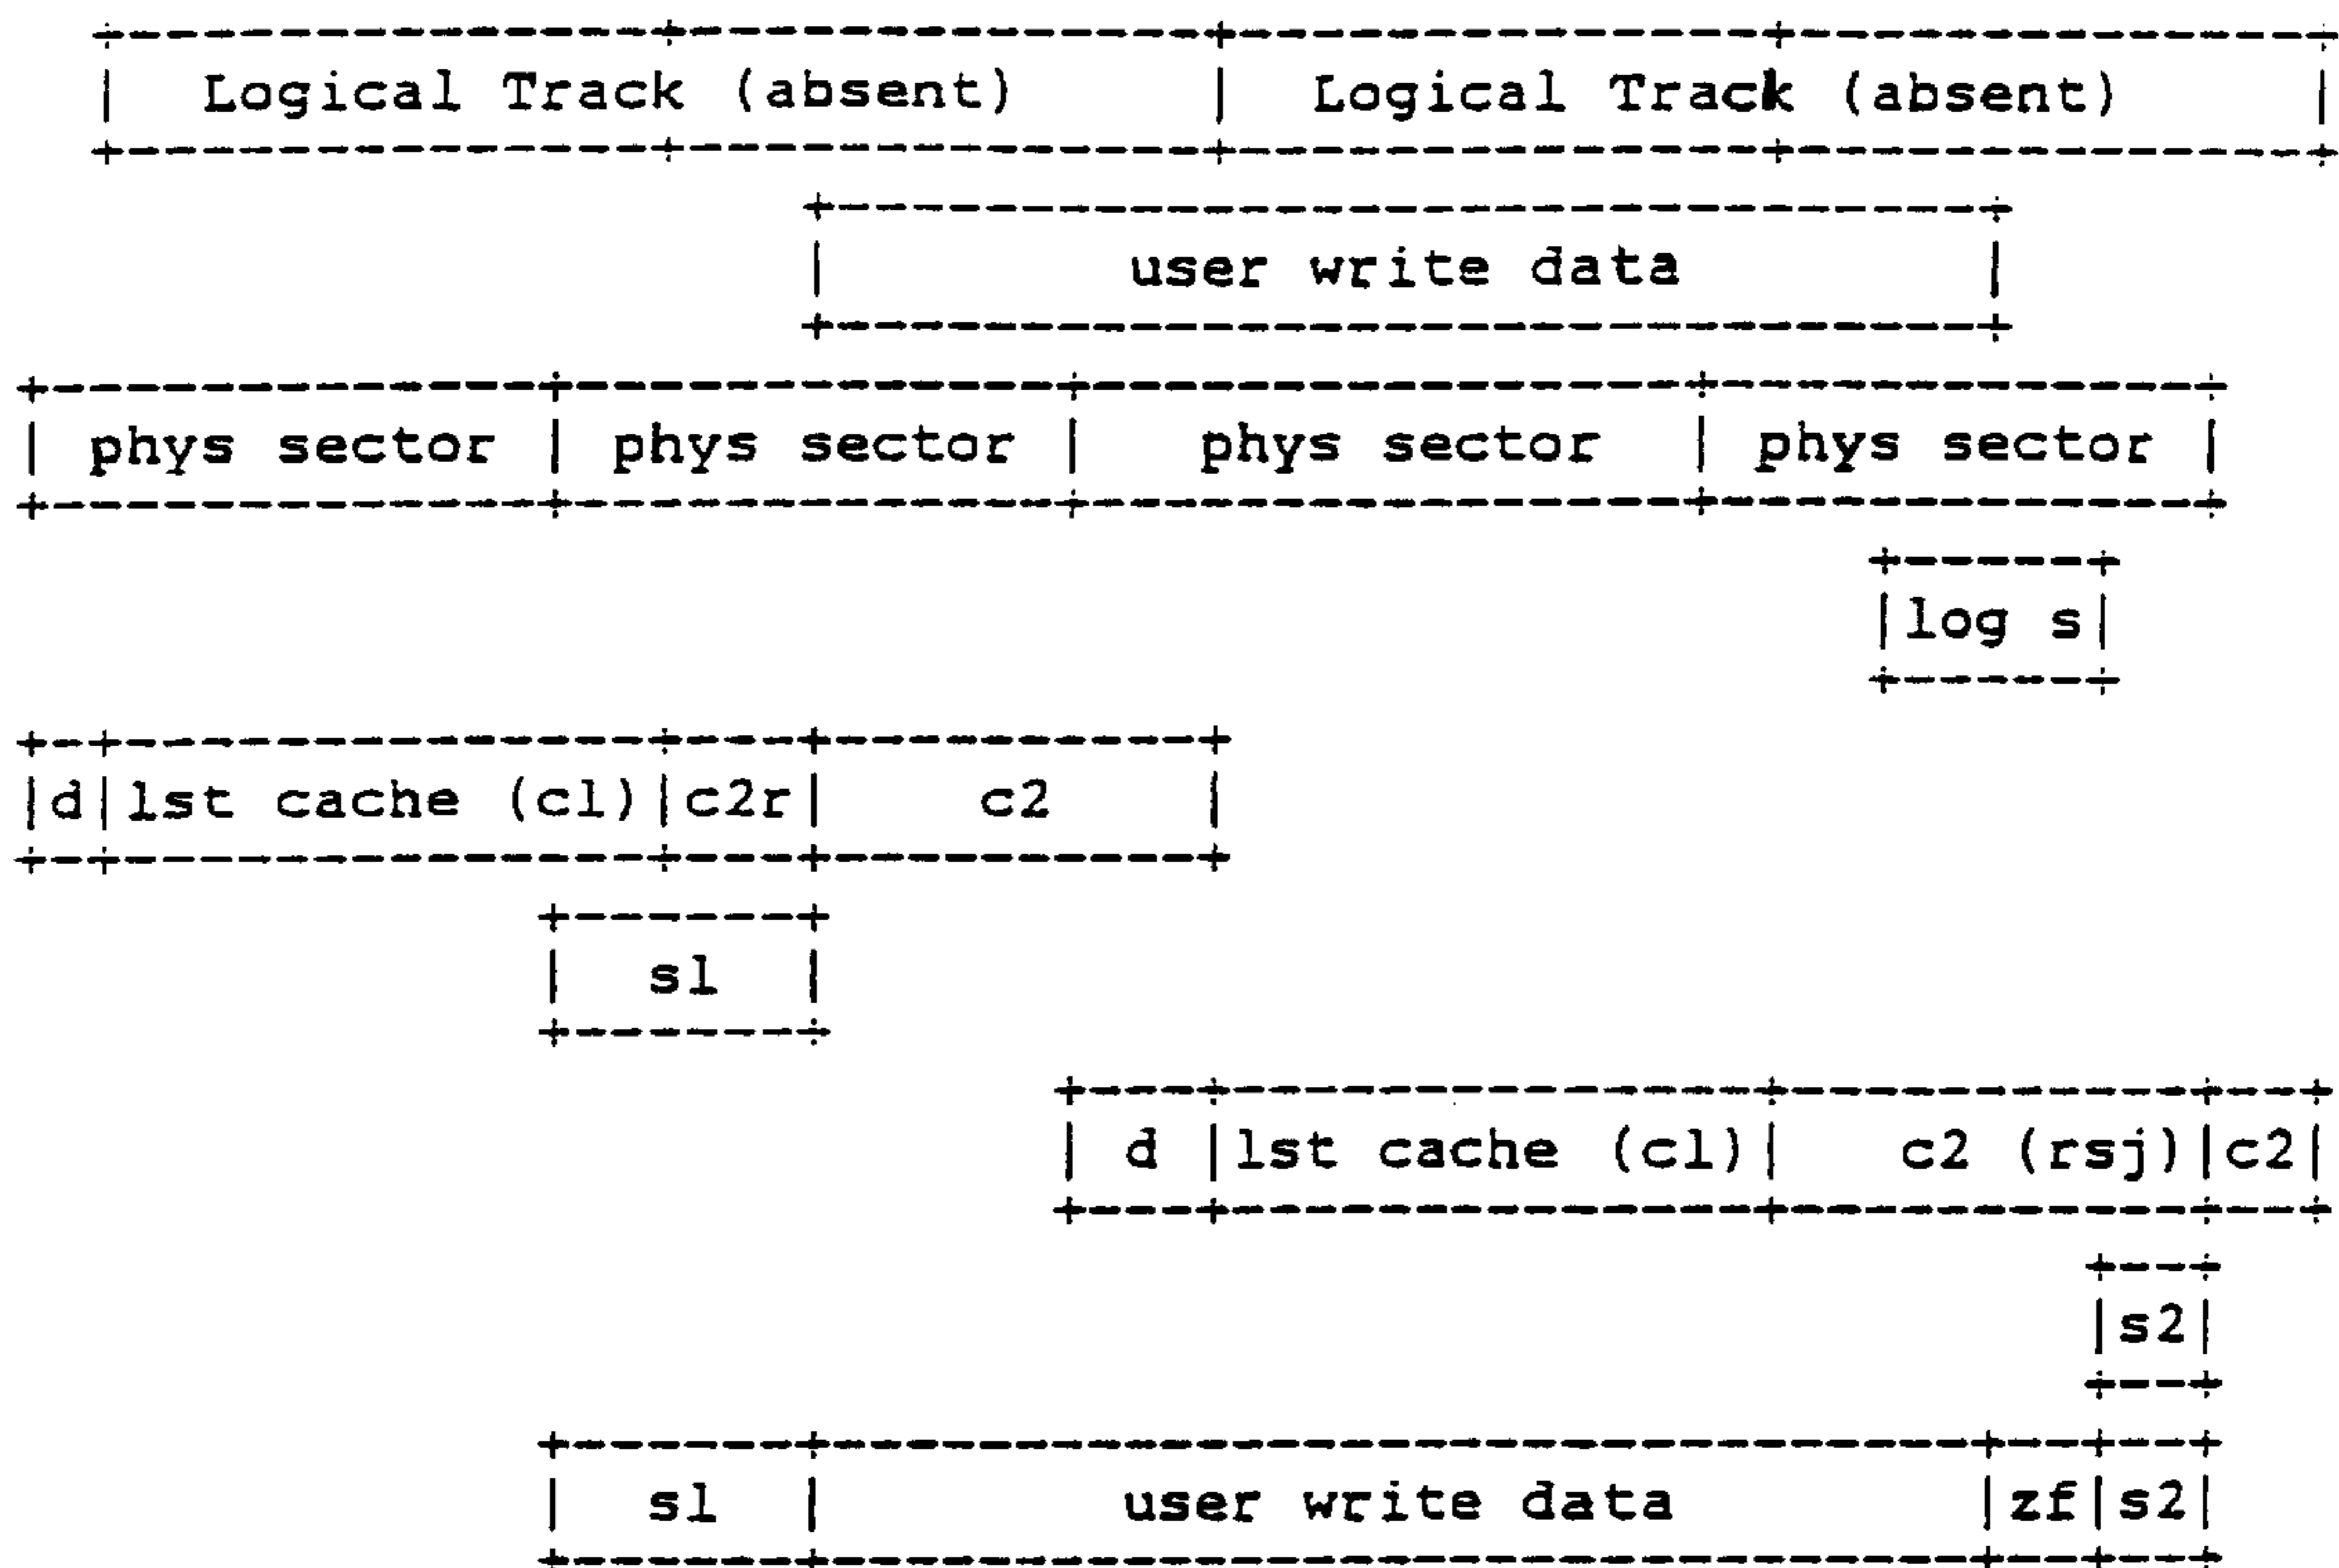 | Logical Track (absent) | Logical Track (absent) |
| user write data |
| phys sector | phys sector | phys sector | phys sector |
|log s|
|d|1st cache (c1)|c2r| c2 |
| s1 |
| d |1st cache (c1)| c2 (rsj)|c2|
|s2|
| s1 | user write data |zf|s2|